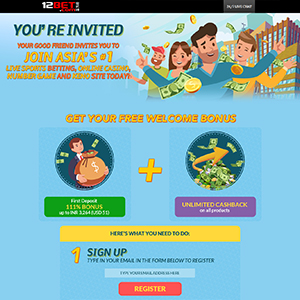 12BET
YOU'RE INVITED
YOUR GOOD FRIEND INVITES YOU TO
JOIN ASIA'S #1
LIVE SPORTS BETTING, ONLINE CASINO,
NUMBER GAME AND KENO SITE TODAY!
GET YOUR FREE WELCOME BONUS
First Deposit
111% BONUS
up to INR 3,264 (USD 51)
+
UNLIMITED CASHBACK
on all products
HERE'S WHAT YOU NEED TO DO:
1 SIGN UP
TYPE IN YOUR EMAIL IN THE FORM BELOW TO REGISTER
TYPE YOUR EMAIL ADDRESS HERE
REGISTER